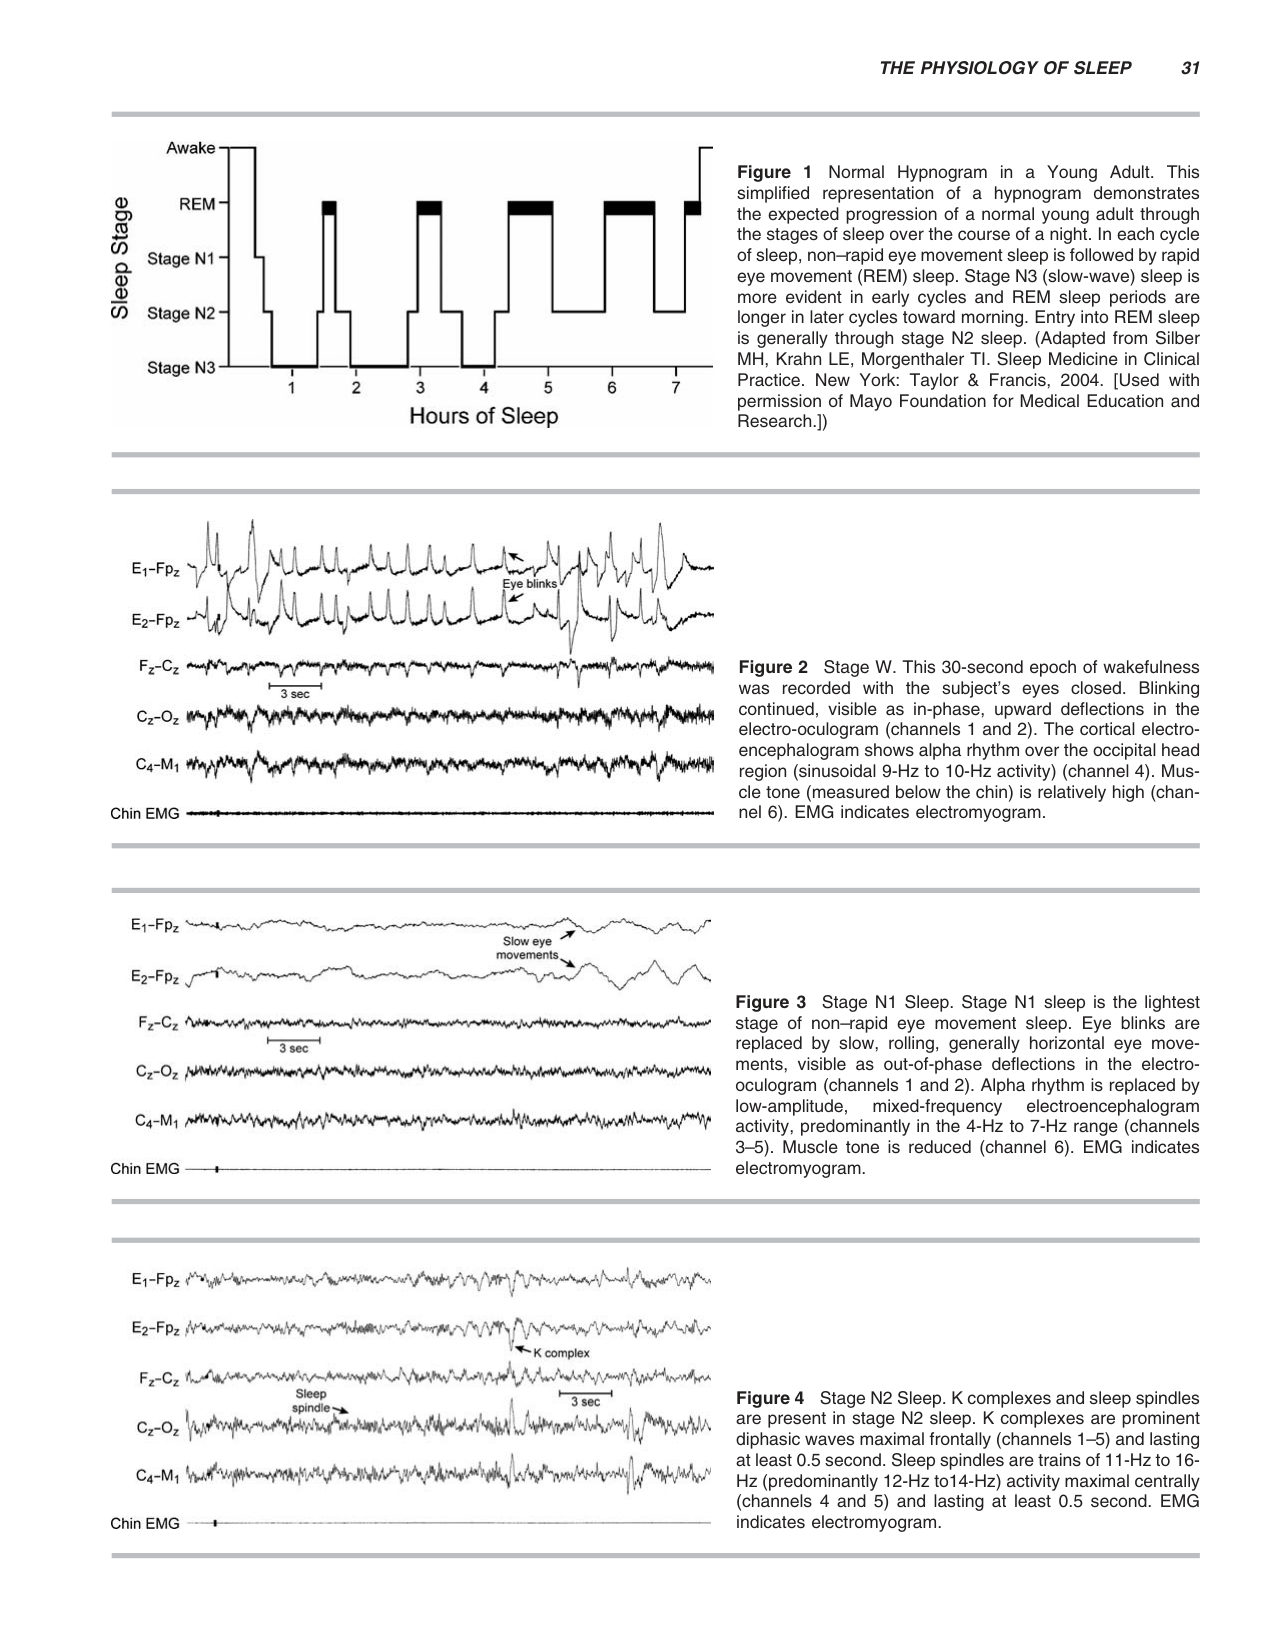 THE PHYSIOLOGY OF SLEEP 31
Awake
REM
Stage N1
Stage N2
Stage N3
Sleep Stage
1 2 3 4 5 6 7
Hours of Sleep
Figure 1 Normal Hypnogram in a Young Adult. This
simplified representation of a hypnogram demonstrates
the expected progression of a normal young adult through
the stages of sleep over the course of a night. In each cycle
of sleep, non–rapid eye movement sleep is followed by rapid
eye movement (REM) sleep. Stage N3 (slow-wave) sleep is
more evident in early cycles and REM sleep periods are
longer in later cycles toward morning. Entry into REM sleep
is generally through stage N2 sleep. (Adapted from Silber
MH, Krahn LE, Morgenthaler TI. Sleep Medicine in Clinical
Practice. New York: Taylor & Francis, 2004. [Used with
permission of Mayo Foundation for Medical Education and
Research.])
E1–Fpz
Eye blinks
E2–Fpz
Fz–Cz
3 sec
Cz–Oz
C4–M1
Chin EMG
Figure 2 Stage W. This 30-second epoch of wakefulness
was recorded with the subject's eyes closed. Blinking
continued, visible as in-phase, upward deflections in the
electro-oculogram (channels 1 and 2). The cortical electro-
encephalogram shows alpha rhythm over the occipital head
region (sinusoidal 9-Hz to 10-Hz activity) (channel 4). Mus-
cle tone (measured below the chin) is relatively high (chan-
nel 6). EMG indicates electromyogram.
E1–Fpz
Slow eye
movements
E2–Fpz
Fz–Cz
3 sec
Cz–Oz
C4–M1
Chin EMG
Figure 3 Stage N1 Sleep. Stage N1 sleep is the lightest
stage of non–rapid eye movement sleep. Eye blinks are
replaced by slow, rolling, generally horizontal eye move-
ments, visible as out-of-phase deflections in the electro-
oculogram (channels 1 and 2). Alpha rhythm is replaced by
low-amplitude, mixed-frequency electroencephalogram
activity, predominantly in the 4-Hz to 7-Hz range (channels
3–5). Muscle tone is reduced (channel 6). EMG indicates
electromyogram.
E1–Fpz
E2–Fpz
K complex
Fz–Cz
Sleep
spindle
3 sec
Cz–Oz
C4–M1
Chin EMG
Figure 4 Stage N2 Sleep. K complexes and sleep spindles
are present in stage N2 sleep. K complexes are prominent
diphasic waves maximal frontally (channels 1–5) and lasting
at least 0.5 second. Sleep spindles are trains of 11-Hz to 16-
Hz (predominantly 12-Hz to14-Hz) activity maximal centrally
(channels 4 and 5) and lasting at least 0.5 second. EMG
indicates electromyogram.